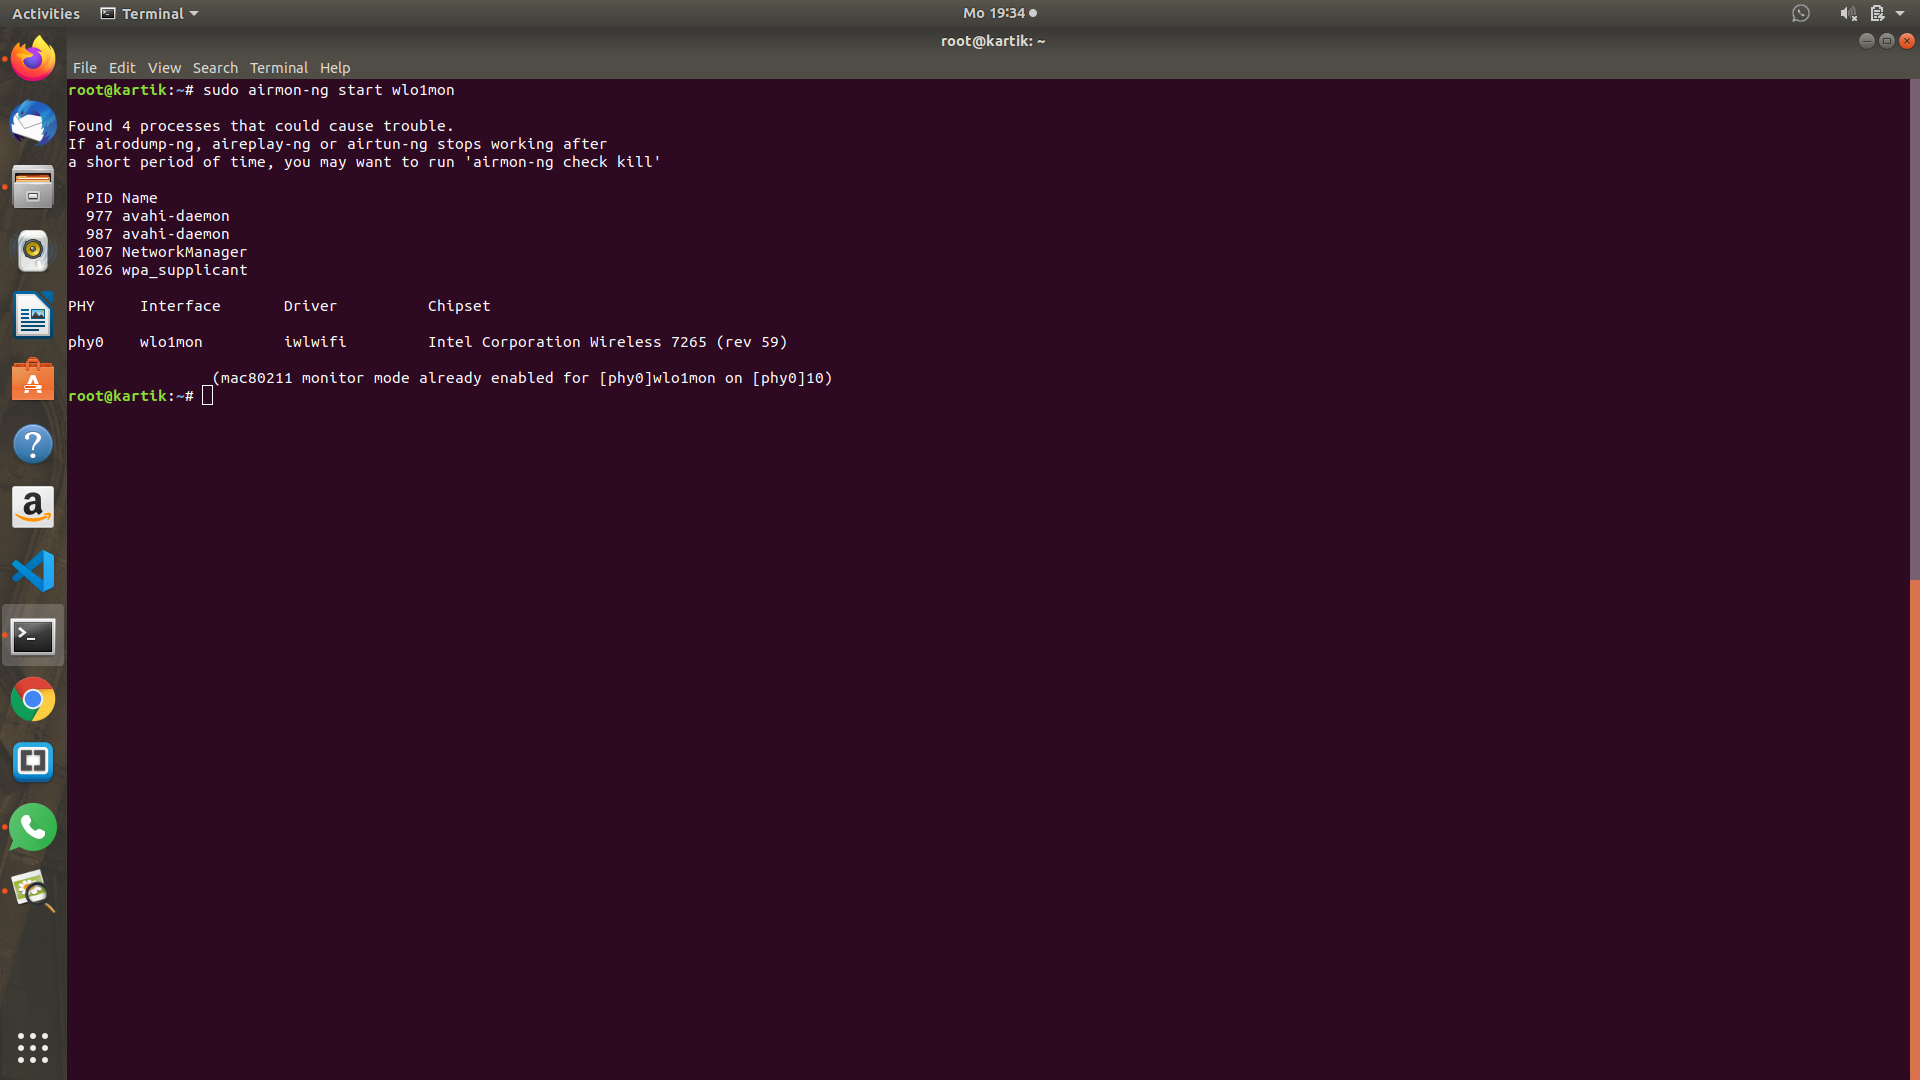 Activities Terminal Mo 19:34
root@kartik: ~
File Edit View Search Terminal Help
root@kartik:~# sudo airmon-ng start wlo1mon
Found 4 processes that could cause trouble.
If airodump-ng, aireplay-ng or airtun-ng stops working after
a short period of time, you may want to run 'airmon-ng check kill'
PID Name
977 avahi-daemon
987 avahi-daemon
1007 NetworkManager
1026 wpa_supplicant
PHY Interface Driver Chipset
phy0 wlo1mon iwlwifi Intel Corporation Wireless 7265 (rev 59)
(mac80211 monitor mode already enabled for [phy0]wlo1mon on [phy0]10)
root@kartik:~#